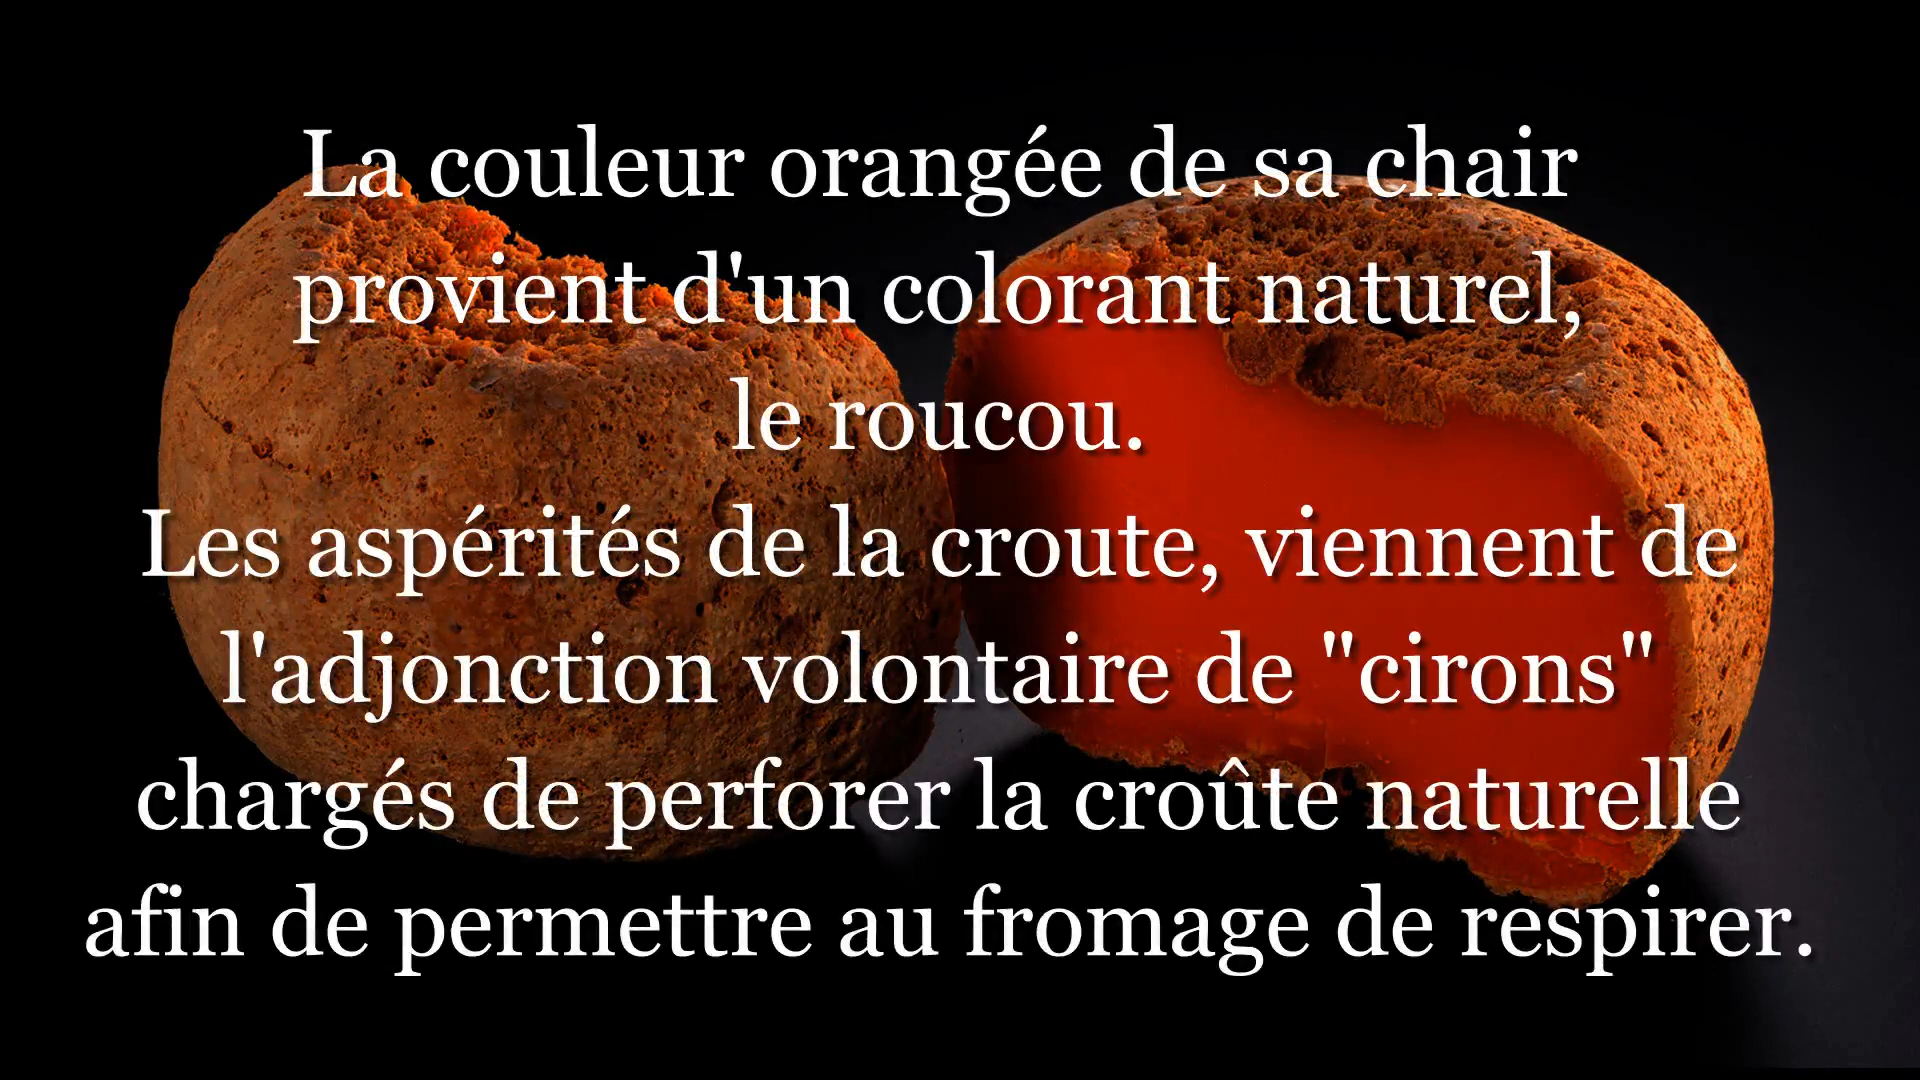 La couleur orangée de sa chair
provient d'un colorant naturel,
le roucou.
Les aspérités de la croute, viennent de
l'adjonction volontaire de "cirons"
chargés de perforer la croûte naturelle
afin de permettre au fromage de respirer.